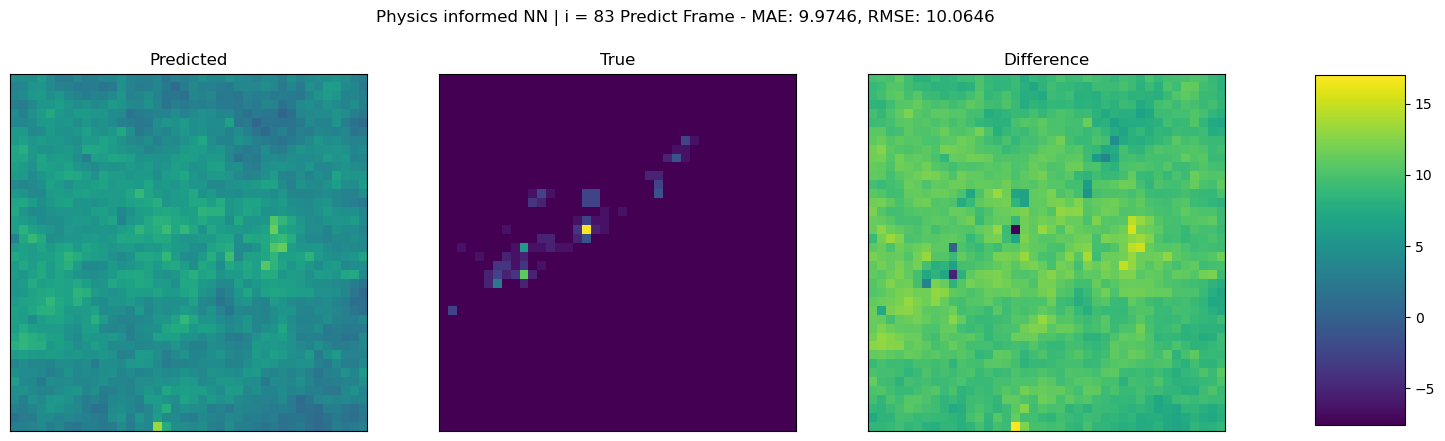 Physics informed NN | i = 83 Predict Frame - MAE: 9.9746, RMSE: 10.0646
Predicted
True
Difference
15
10
5
0
−5